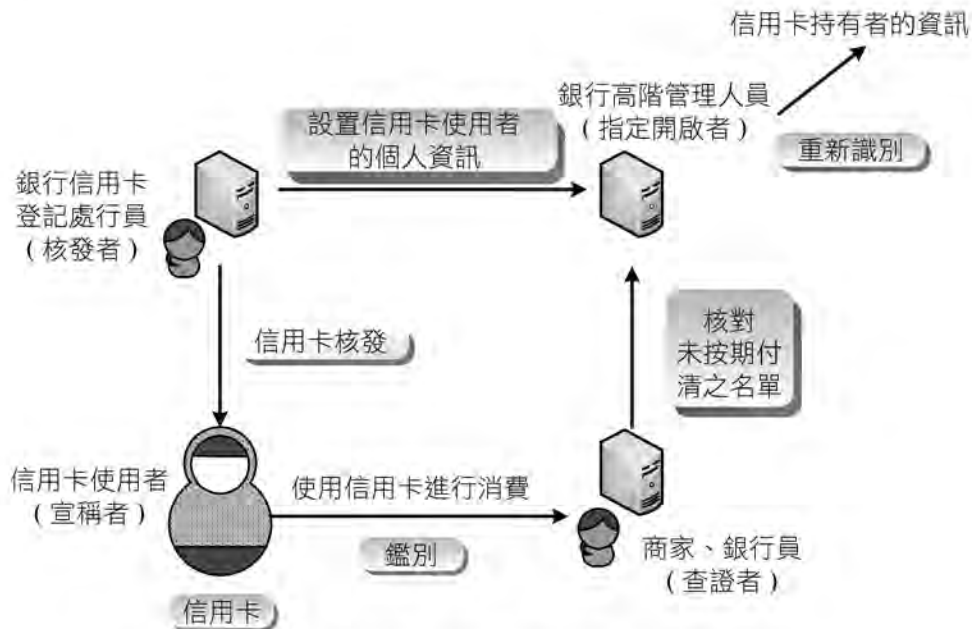 信用卡持有者的資訊
銀行高階管理人員
(指定開啟者)
重新識別
設置信用卡使用者
的個人資訊
銀行信用卡
登記處行員
(核發者)
信用卡核發
核對
未按期付
清之名單
信用卡使用者
(宣稱者)
使用信用卡進行消費
鑑別
商家、銀行員
(查證者)
信用卡